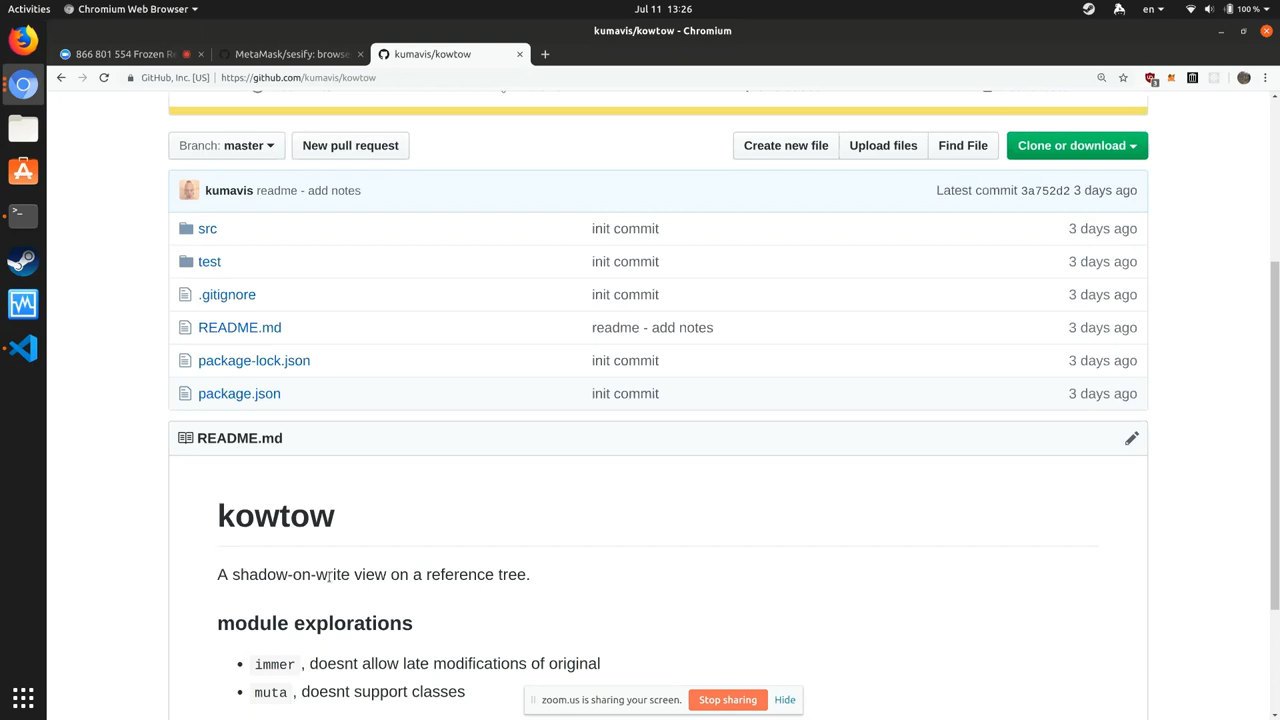 Activities
Chromium Web Browser
Jul 11 13:26
en
100 %
kumavis/kowtow - Chromium
866 801 554 Frozen Re
MetaMask/sesify: browse
kumavis/kowtow
GitHub, Inc. [US]
https://github.com/kumavis/kowtow
3
Branch: master
New pull request
Create new file
Upload files
Find File
Clone or download
kumavis readme - add notes
Latest commit 3a752d2 3 days ago
src
init commit
3 days ago
test
init commit
3 days ago
.gitignore
init commit
3 days ago
README.md
readme - add notes
3 days ago
package-lock.json
init commit
3 days ago
package.json
init commit
3 days ago
README.md
kowtow
A shadow-on-write view on a reference tree.
module explorations
immer , doesnt allow late modifications of original
muta , doesnt support classes
zoom.us is sharing your screen.
Stop sharing
Hide